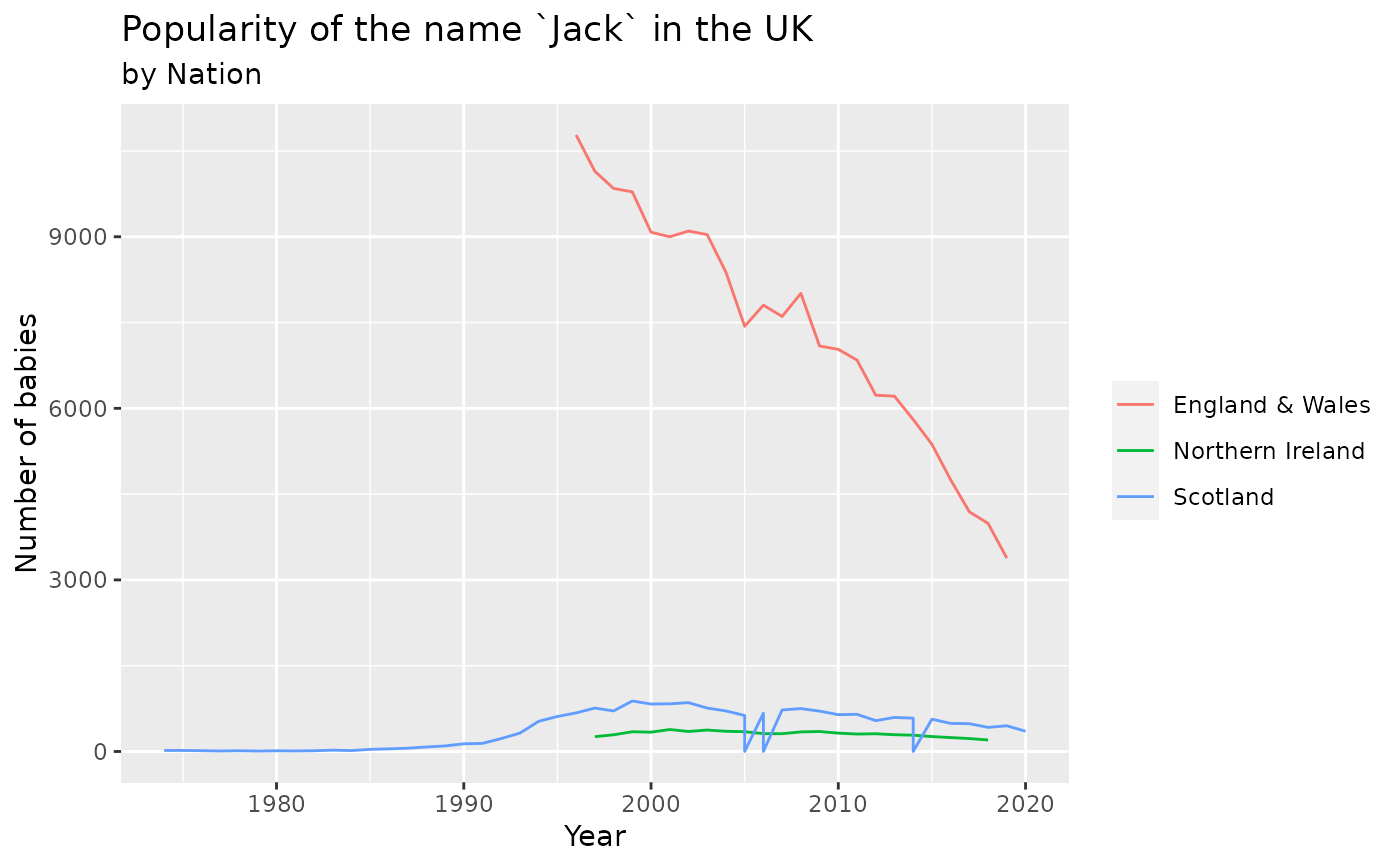 Popularity of the name `Jack` in the UK
by Nation
Number of babies
9000
6000
3000
0
1980 1990 2000 2010 2020
Year
England & Wales
Northern Ireland
Scotland